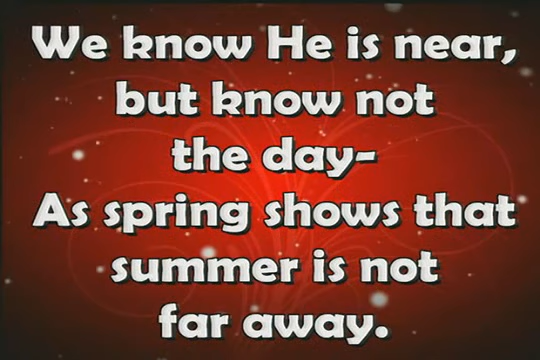 We know He is near,
but know not
the day-
As spring shows that
summer is not
far away.